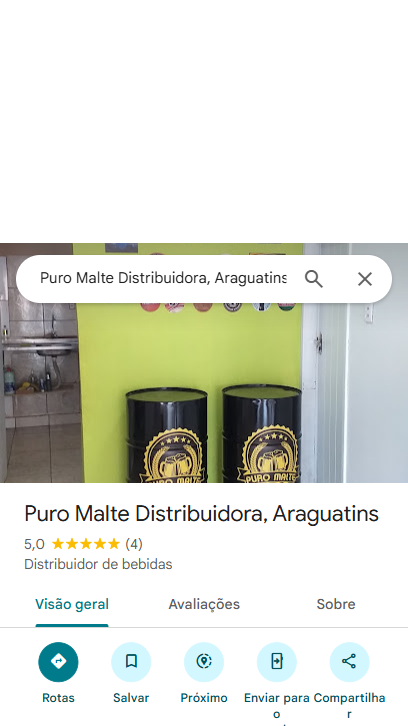 Puro Malte Distribuidora, Araguatins
PURO MALTE
PURO MALTE
Puro Malte Distribuidora, Araguatins
5,0 (4)
Distribuidor de bebidas
Visão geral Avaliações Sobre
Rotas Salvar Próximo Enviar para o Compartilhar